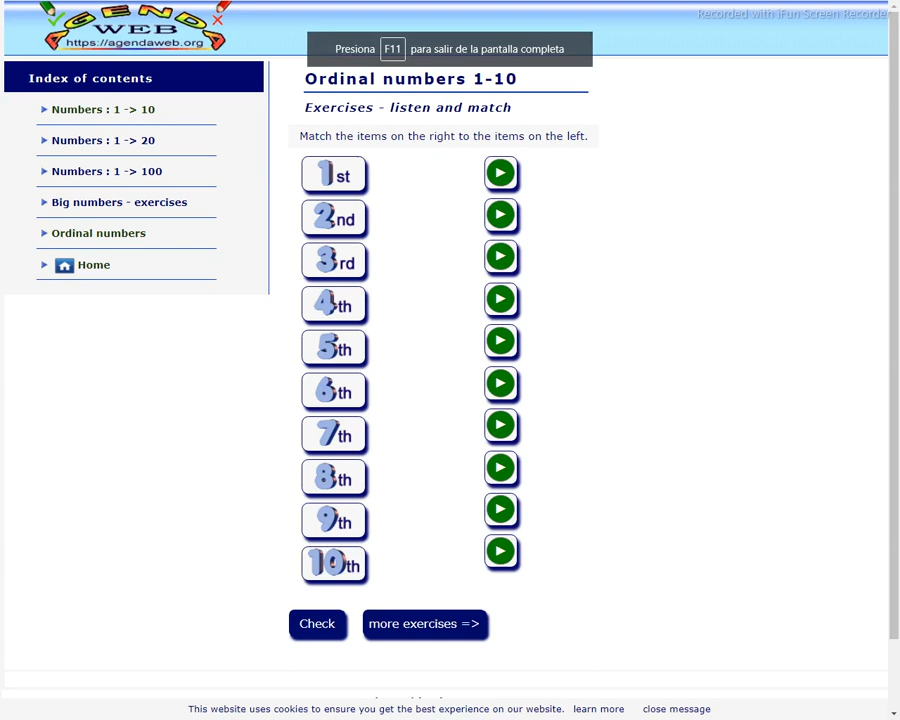 AGENDA
WEB
https://agendaweb.org
Recorded with iFun Screen Recorde
Presiona F11 para salir de la pantalla completa
Index of contents
Numbers : 1 -> 10
Numbers : 1 -> 20
Numbers : 1 -> 100
Big numbers - exercises
Ordinal numbers
Home
Ordinal numbers 1-10
Exercises - listen and match
Match the items on the right to the items on the left.
1st
2nd
3rd
4th
5th
6th
7th
8th
9th
10th
Check
more exercises =>
This website uses cookies to ensure you get the best experience on our website. learn more close message